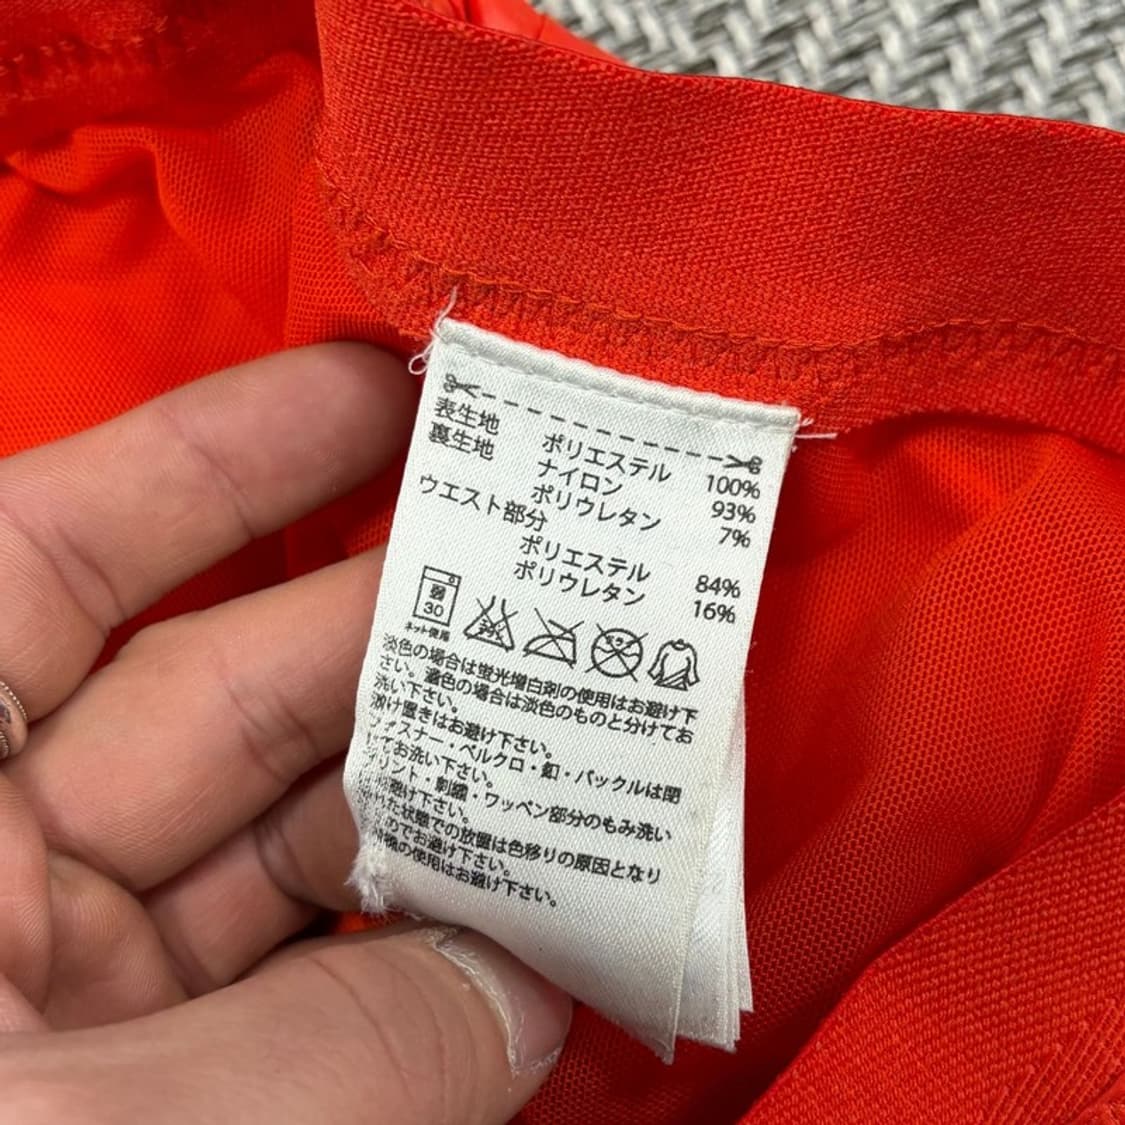 表生地 ポリエステル 100%
裏生地 ナイロン 93%
ポリウレタン 7%
ウエスト部分
ポリエステル 84%
ポリウレタン 16%
弱
30
ネット使用
淡色の場合は蛍光増白剤の使用はお避け下
さい。濃色の場合は淡色のものと分けてお
洗い下さい。
漬け置きはお避け下さい。
ファスナー・ベルクロ・釦・バックルは閉
じてお洗い下さい。
プリント・刺繍・ワッペン部分のもみ洗い
避け下さい。
れた状態での放置は色移りの原因となり
のでお避け下さい。
の使用はお避け下さい。